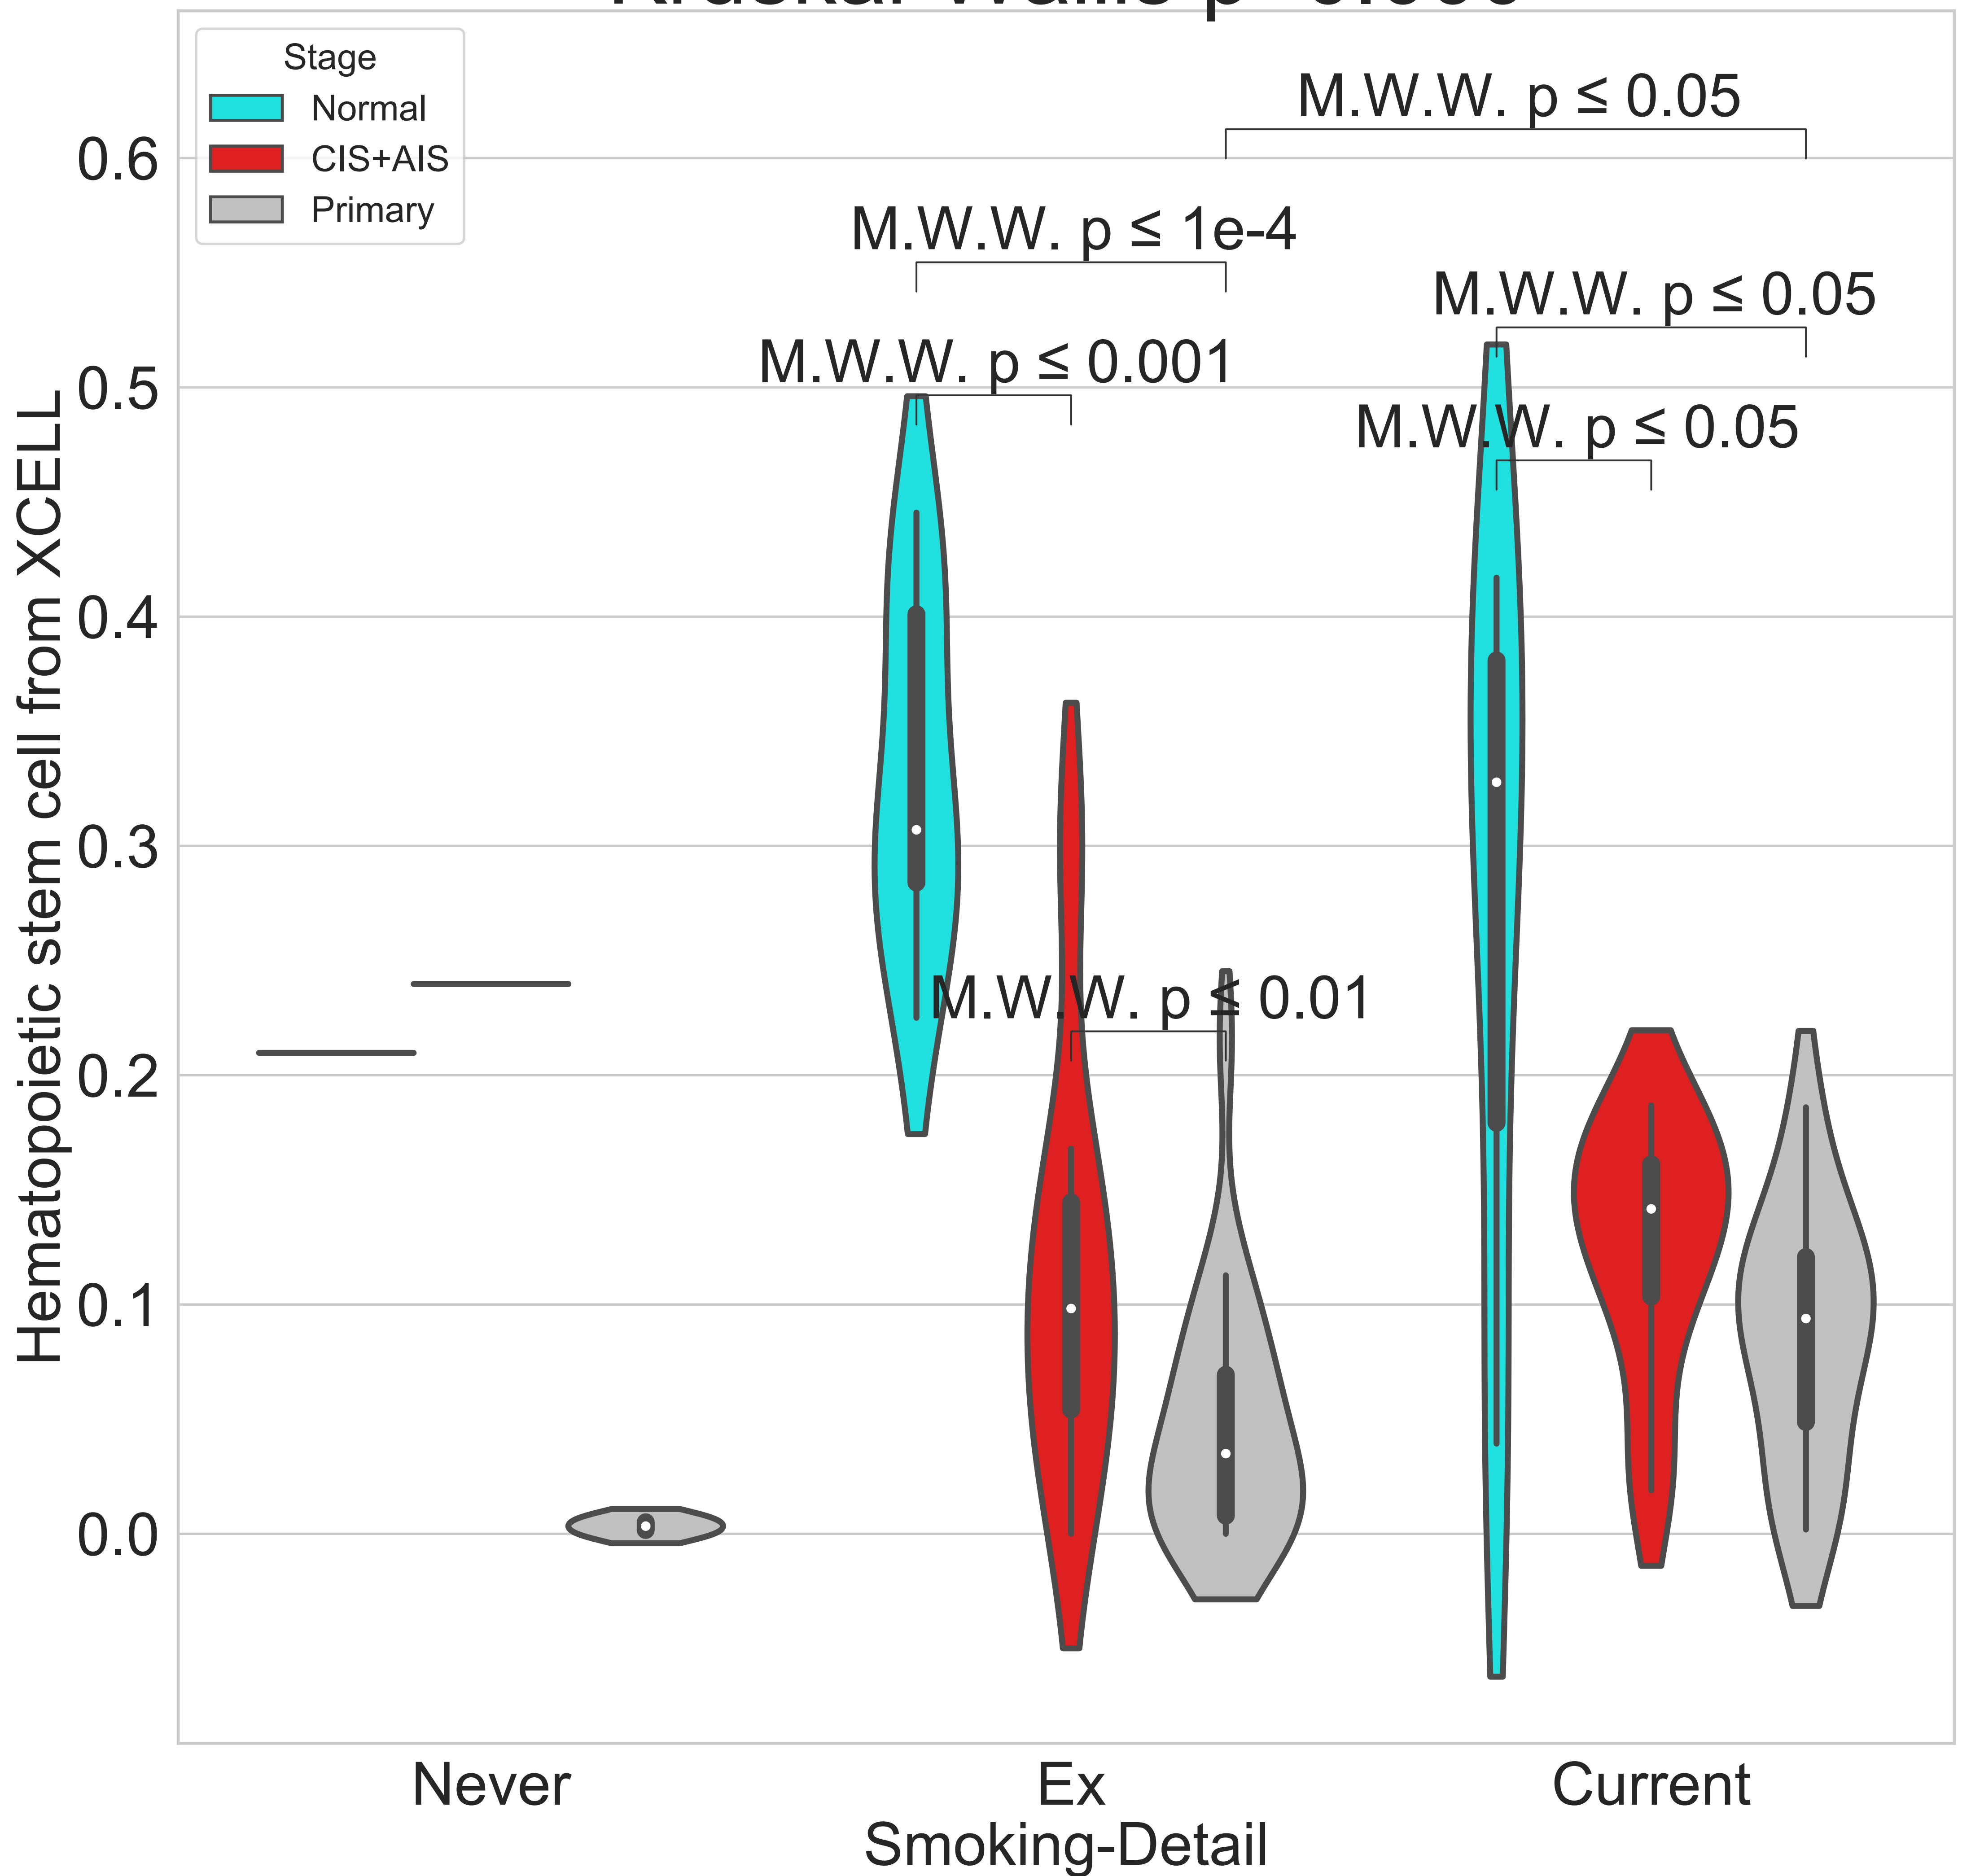 Stage
Normal
CIS+AIS
Primary
M.W.W. p ≤ 0.05
M.W.W. p ≤ 1e-4
M.W.W. p ≤ 0.05
M.W.W. p ≤ 0.001
M.W.W. p ≤ 0.05
M.W.W. p ≤ 0.01
0.6
0.5
0.4
0.3
0.2
0.1
0.0
Hematopoietic stem cell from XCELL
Never
Ex
Current
Smoking-Detail